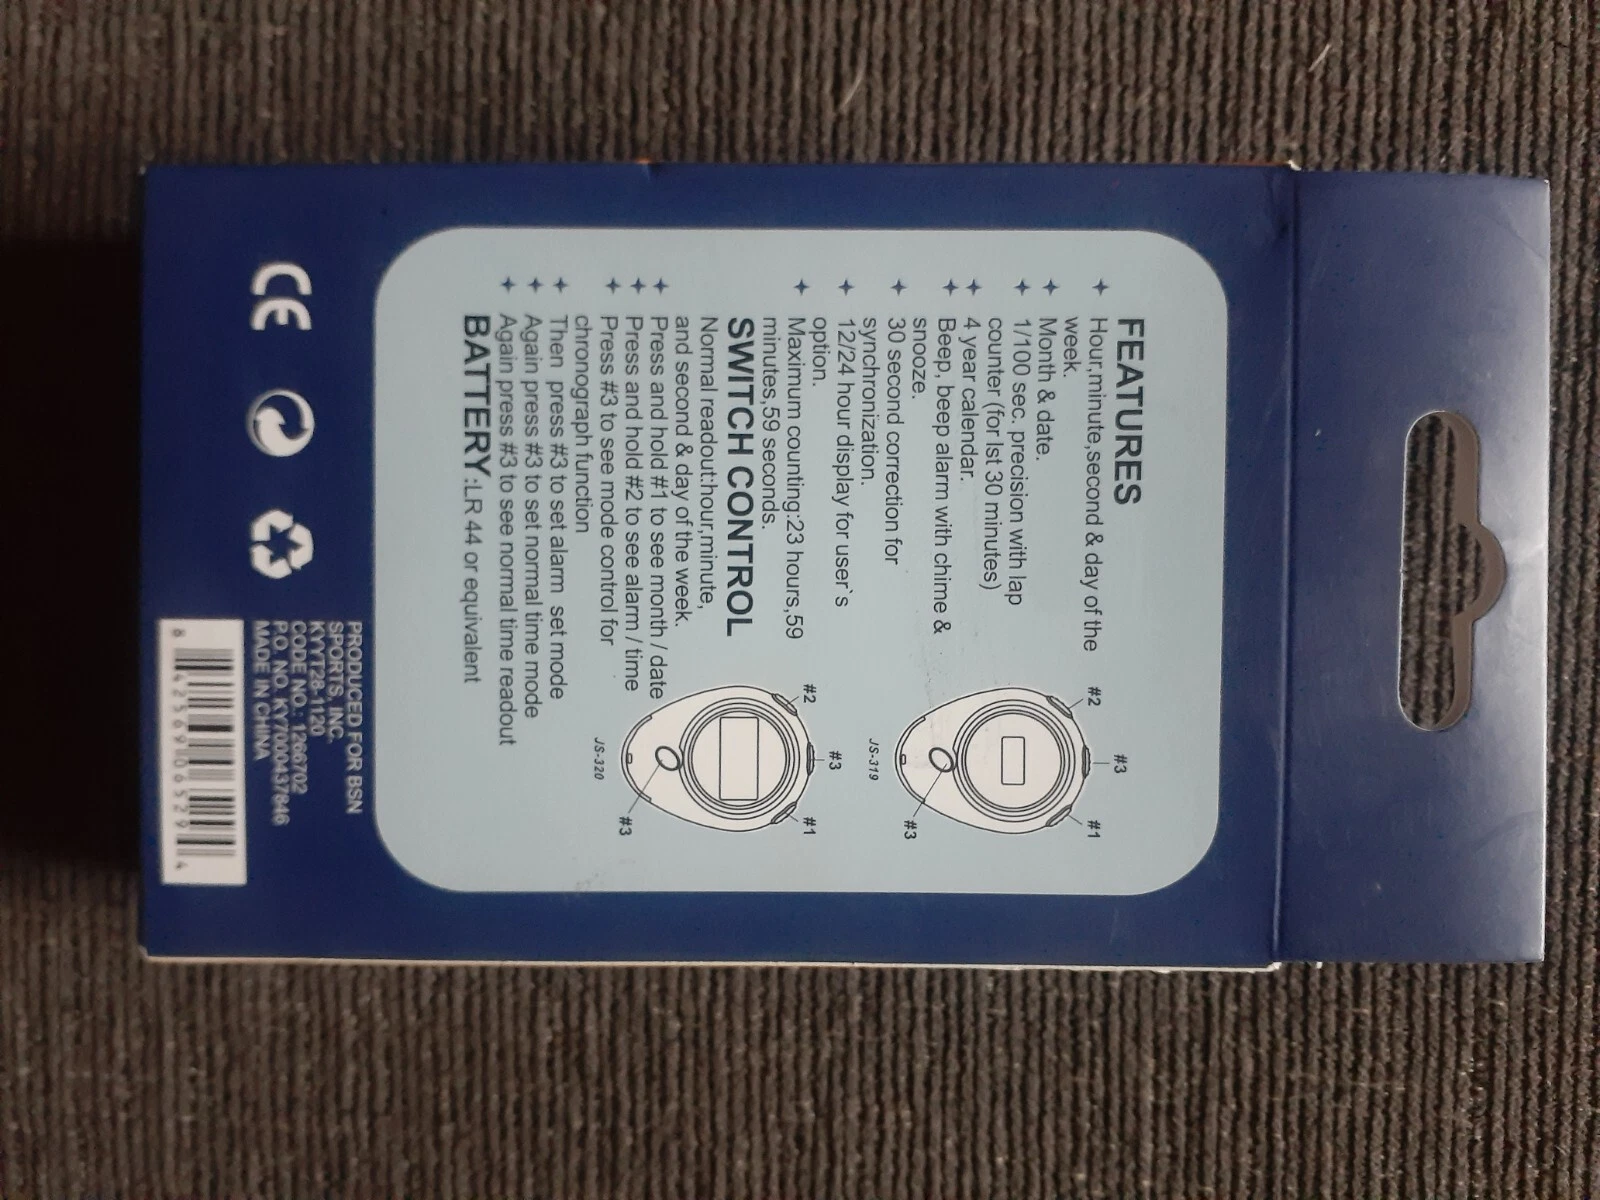 FEATURES
Hour,minute,second & day of the
week.
Month & date.
1/100 sec. precision with lap
counter (for lst 30 minutes)
4 year calendar.
Beep, beep alarm with chime &
snooze.
30 second correction for
synchronization.
12/24 hour display for user`s
option.
Maximum counting:23 hours,59
minutes,59 seconds.
SWITCH CONTROL
Normal readout:hour,minute,
and second & day of the week.
Press and hold #1 to see month / date
Press and hold #2 to see alarm / time
Press #3 to see mode control for
chronograph function
Then press #3 to set alarm set mode
Again press #3 to set normal time mode
Again press #3 to see normal time readout
BATTERY:LR 44 or equivalent
#2
#3
#1
#3
JS-319
#2
#3
#1
#3
JS-320
CE
PRODUCED FOR BSN
SPORTS, INC.
KYYT28-1120
CODE NO.: 1266702
P.O. NO. KY7000437846
MADE IN CHINA
8 42569 06529 4